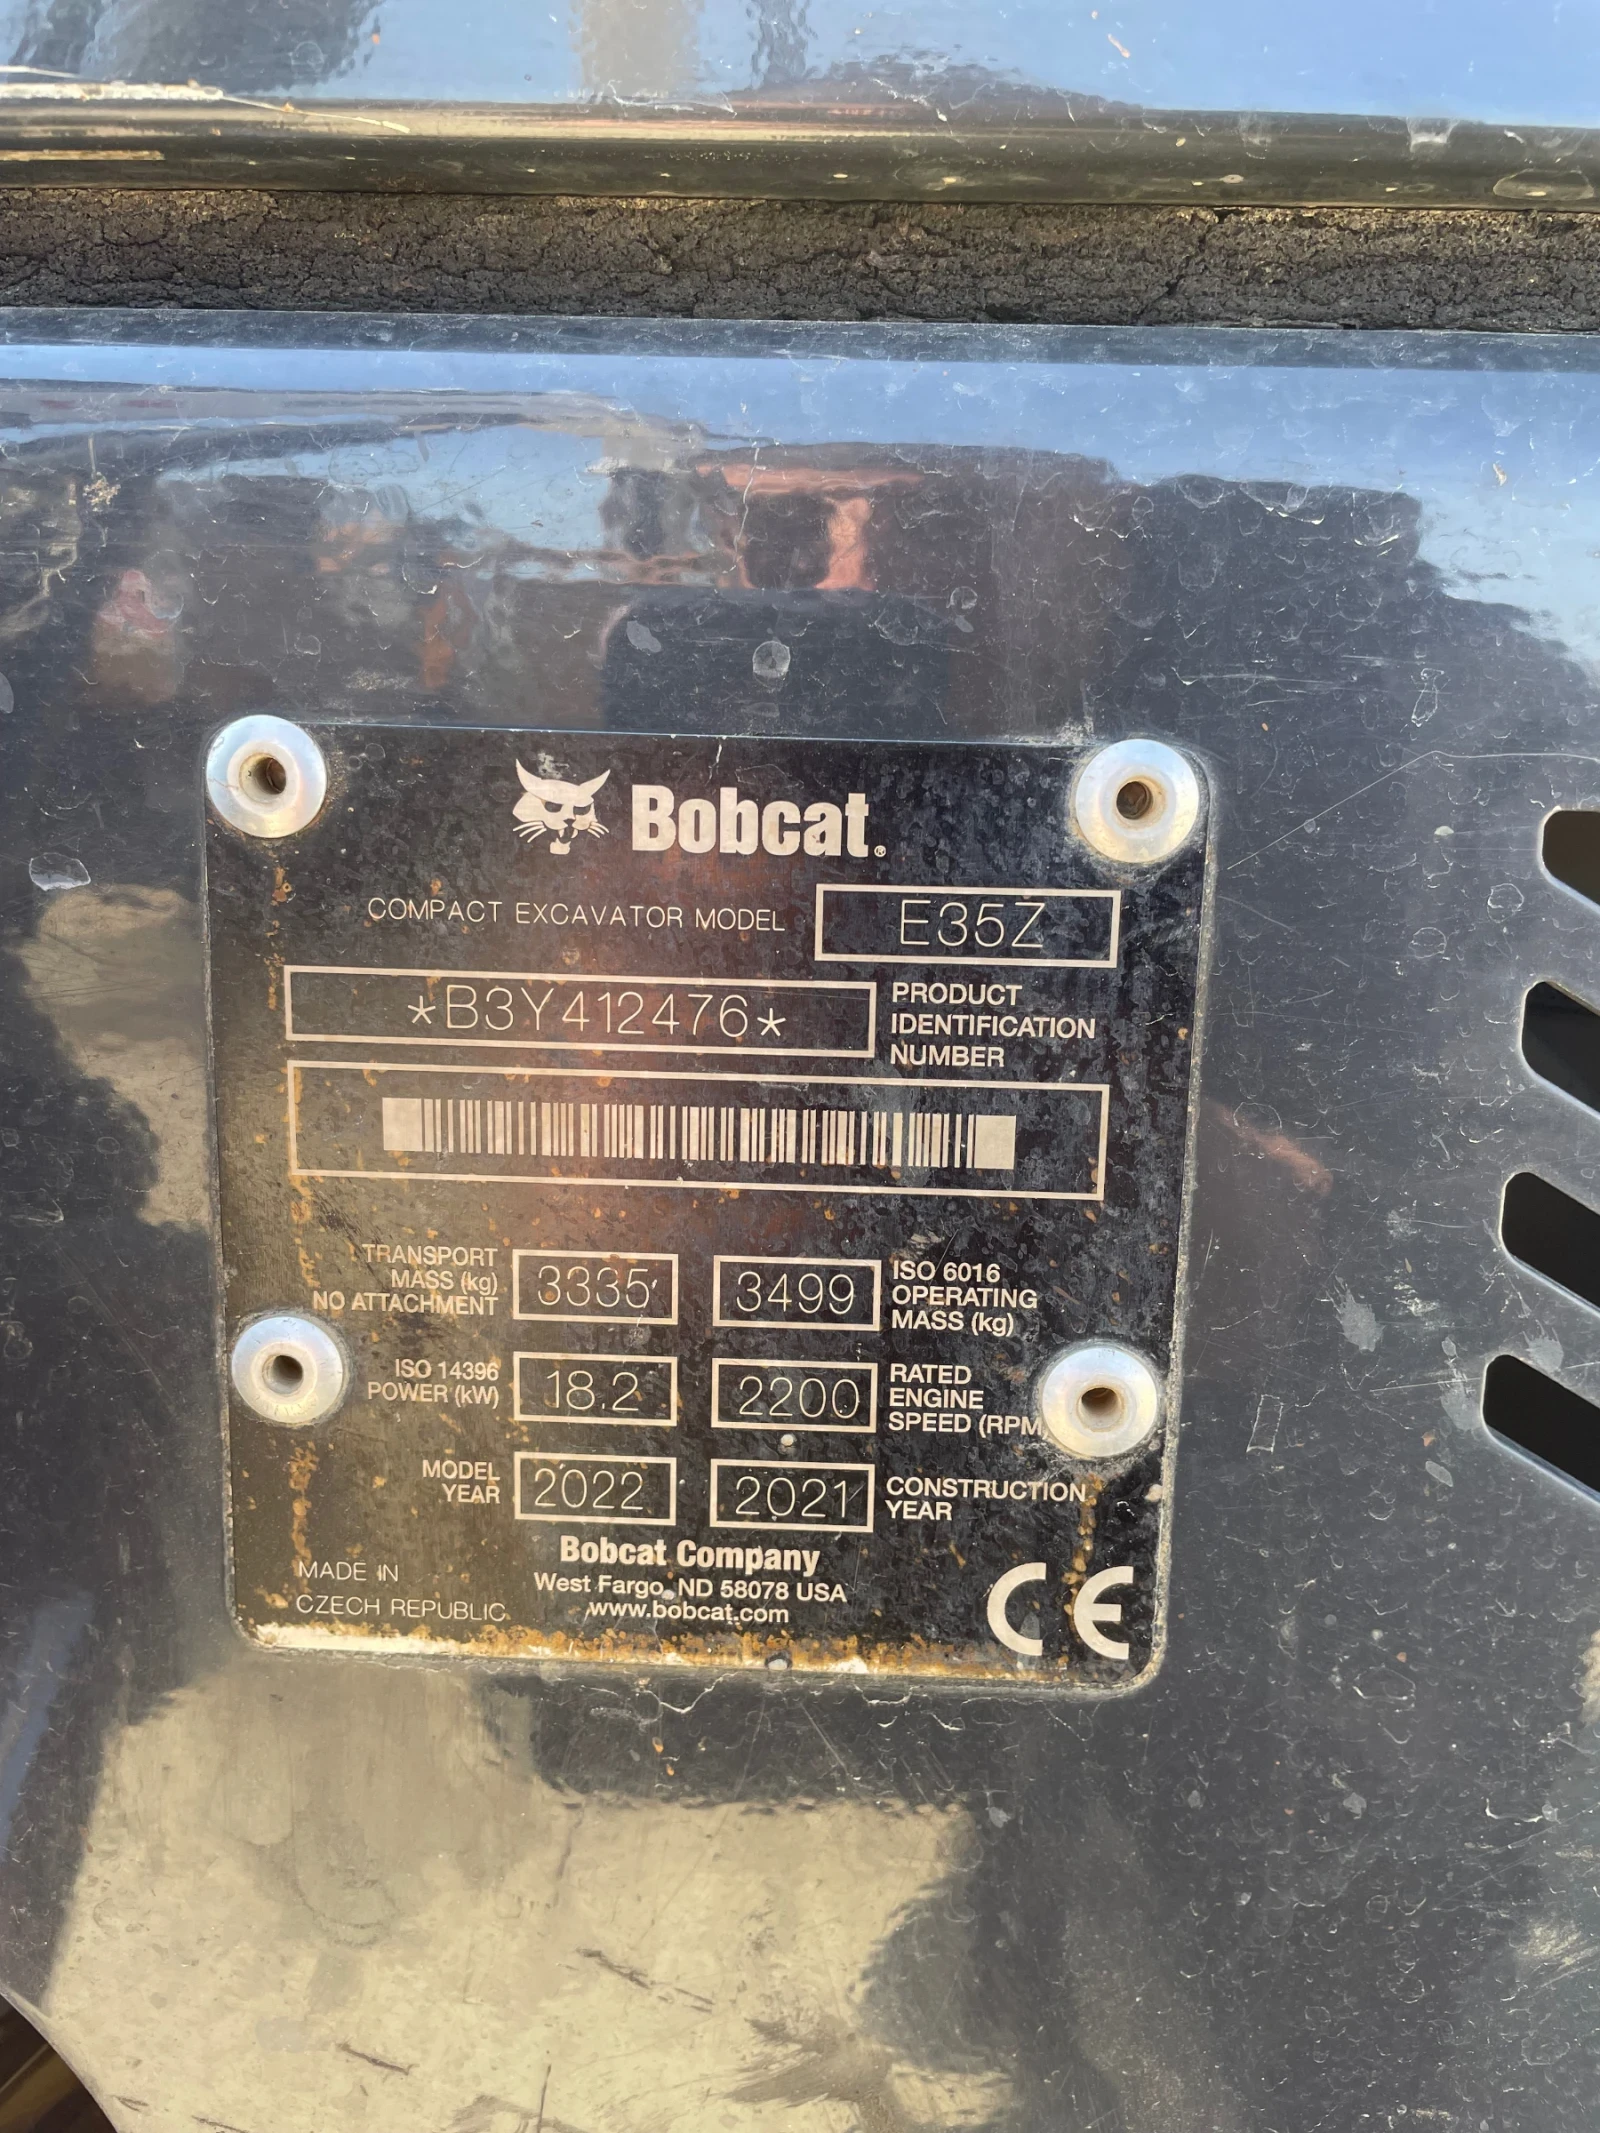 Bobcat®
COMPACT EXCAVATOR MODEL E35Z
*B3Y412476*
PRODUCT
IDENTIFICATION
NUMBER
TRANSPORT
MASS (kg)
NO ATTACHMENT
3335
3499
ISO 6016
OPERATING
MASS (kg)
ISO 14396
POWER (kW)
18.2
2200
RATED
ENGINE
SPEED (RPM
MODEL
YEAR
2022
2021
CONSTRUCTION
YEAR
Bobcat Company
West Fargo, ND 58078 USA
www.bobcat.com
MADE IN
CZECH REPUBLIC
CE